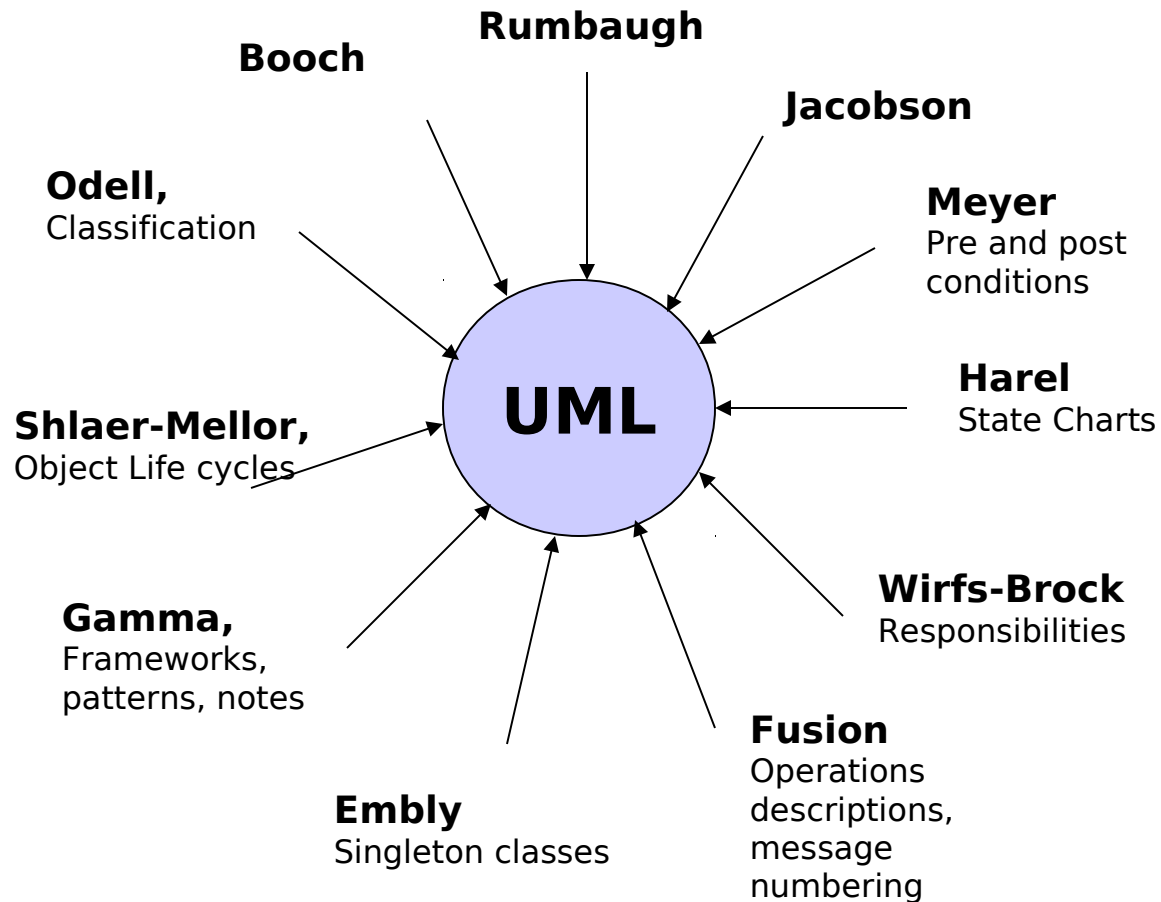 Rumbaugh
Booch
Jacobson
Odell,
Classification
Meyer
Pre and post
conditions
UML
Harel
State Charts
Shlaer-Mellor,
Object Life cycles
Wirfs-Brock
Responsibilities
Gamma,
Frameworks,
patterns, notes
Fusion
Operations
descriptions,
message
numbering
Embly
Singleton classes